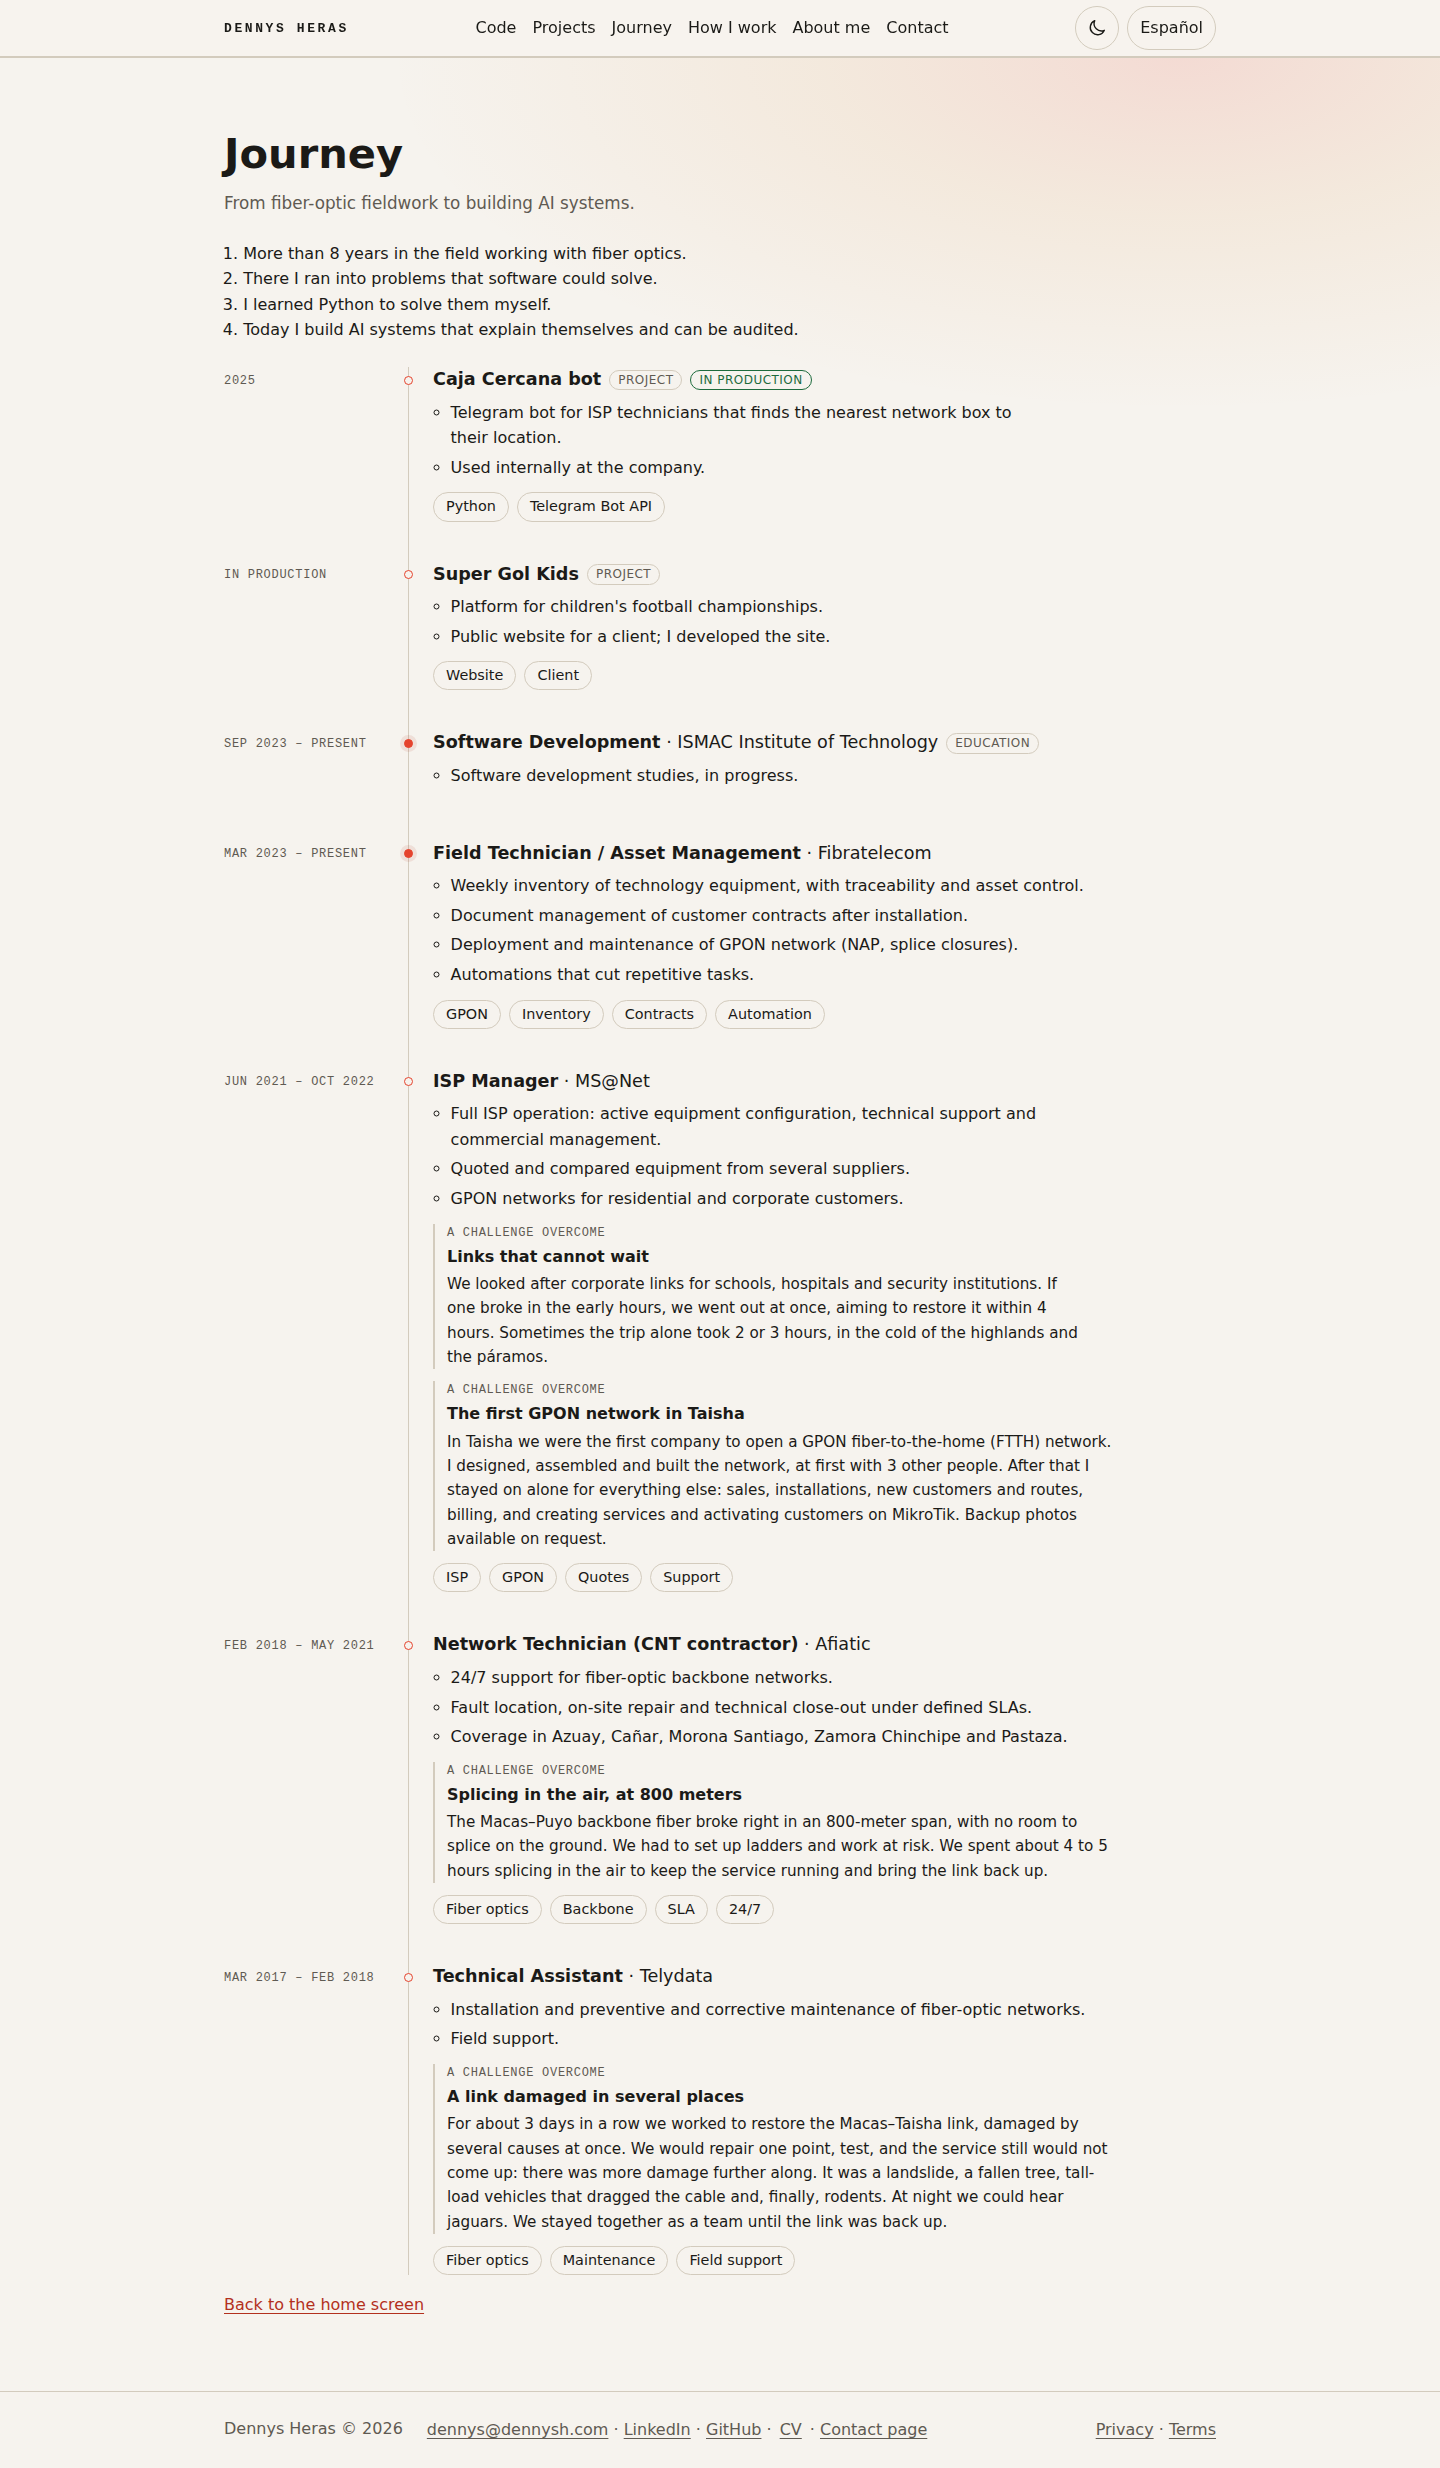 DENNYS HERAS
Code Projects Journey How I work About me Contact
Español
Journey
From fiber-optic fieldwork to building AI systems.
1. More than 8 years in the field working with fiber optics.
2. There I ran into problems that software could solve.
3. I learned Python to solve them myself.
4. Today I build AI systems that explain themselves and can be audited.
2025
Caja Cercana bot PROJECT IN PRODUCTION
Telegram bot for ISP technicians that finds the nearest network box to
their location.
Used internally at the company.
Python Telegram Bot API
IN PRODUCTION
Super Gol Kids PROJECT
Platform for children's football championships.
Public website for a client; I developed the site.
Website Client
SEP 2023 – PRESENT
Software Development · ISMAC Institute of Technology EDUCATION
Software development studies, in progress.
MAR 2023 – PRESENT
Field Technician / Asset Management · Fibratelecom
Weekly inventory of technology equipment, with traceability and asset control.
Document management of customer contracts after installation.
Deployment and maintenance of GPON network (NAP, splice closures).
Automations that cut repetitive tasks.
GPON Inventory Contracts Automation
JUN 2021 – OCT 2022
ISP Manager · MS@Net
Full ISP operation: active equipment configuration, technical support and
commercial management.
Quoted and compared equipment from several suppliers.
GPON networks for residential and corporate customers.
A CHALLENGE OVERCOME
Links that cannot wait
We looked after corporate links for schools, hospitals and security institutions. If
one broke in the early hours, we went out at once, aiming to restore it within 4
hours. Sometimes the trip alone took 2 or 3 hours, in the cold of the highlands and
the páramos.
A CHALLENGE OVERCOME
The first GPON network in Taisha
In Taisha we were the first company to open a GPON fiber-to-the-home (FTTH) network.
I designed, assembled and built the network, at first with 3 other people. After that I
stayed on alone for everything else: sales, installations, new customers and routes,
billing, and creating services and activating customers on MikroTik. Backup photos
available on request.
ISP GPON Quotes Support
FEB 2018 – MAY 2021
Network Technician (CNT contractor) · Afiatic
24/7 support for fiber-optic backbone networks.
Fault location, on-site repair and technical close-out under defined SLAs.
Coverage in Azuay, Cañar, Morona Santiago, Zamora Chinchipe and Pastaza.
A CHALLENGE OVERCOME
Splicing in the air, at 800 meters
The Macas–Puyo backbone fiber broke right in an 800-meter span, with no room to
splice on the ground. We had to set up ladders and work at risk. We spent about 4 to 5
hours splicing in the air to keep the service running and bring the link back up.
Fiber optics Backbone SLA 24/7
MAR 2017 – FEB 2018
Technical Assistant · Telydata
Installation and preventive and corrective maintenance of fiber-optic networks.
Field support.
A CHALLENGE OVERCOME
A link damaged in several places
For about 3 days in a row we worked to restore the Macas–Taisha link, damaged by
several causes at once. We would repair one point, test, and the service still would not
come up: there was more damage further along. It was a landslide, a fallen tree, tall-
load vehicles that dragged the cable and, finally, rodents. At night we could hear
jaguars. We stayed together as a team until the link was back up.
Fiber optics Maintenance Field support
Back to the home screen
Dennys Heras © 2026 dennys@dennysh.com · LinkedIn · GitHub · CV · Contact page Privacy · Terms